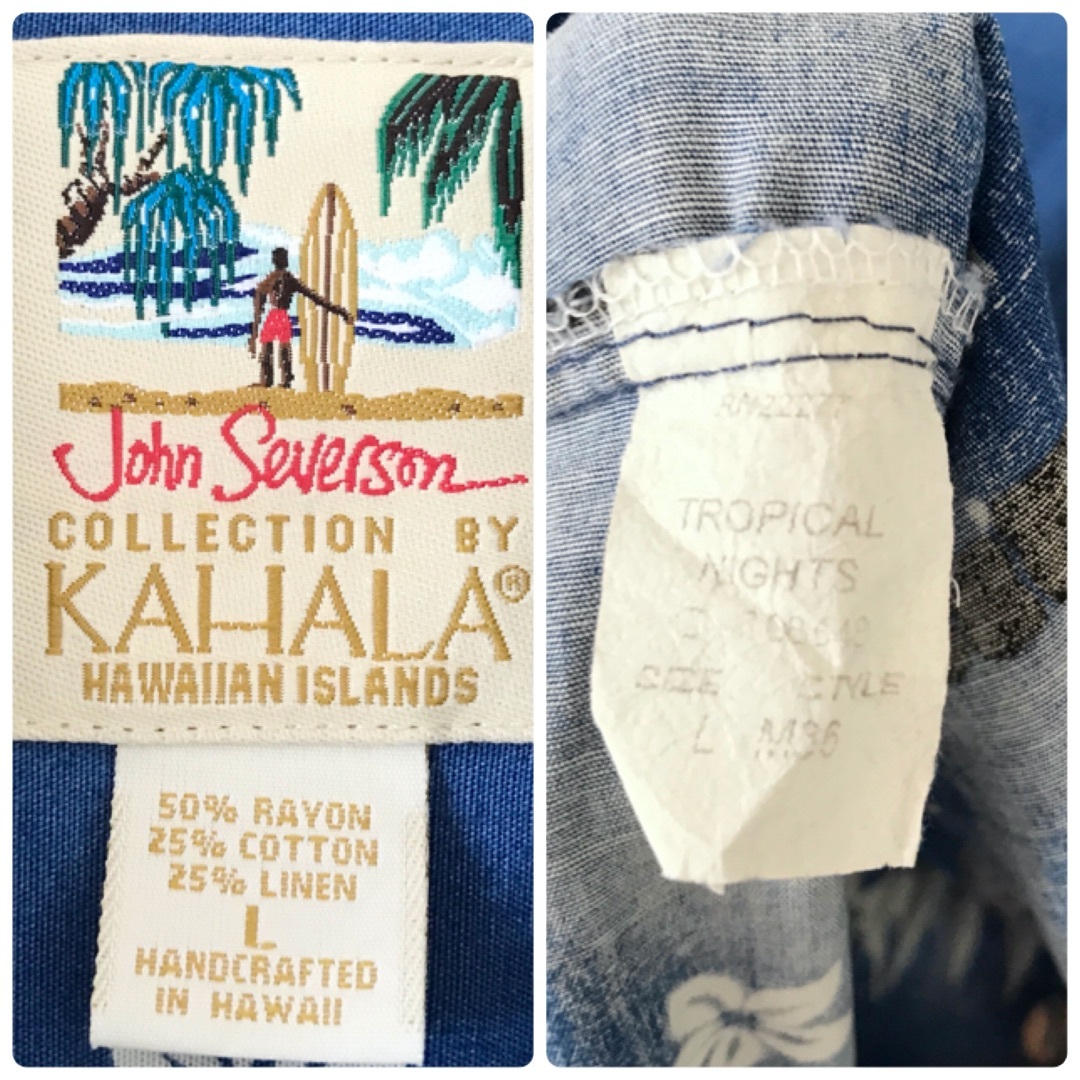 John Severson
COLLECTION BY
KAHALA®
HAWAIIAN ISLANDS
50% RAYON
25% COTTON
25% LINEN
L
HANDCRAFTED
IN HAWAII
TROPICAL
NIGHTS
SIZE STYLE
L M36